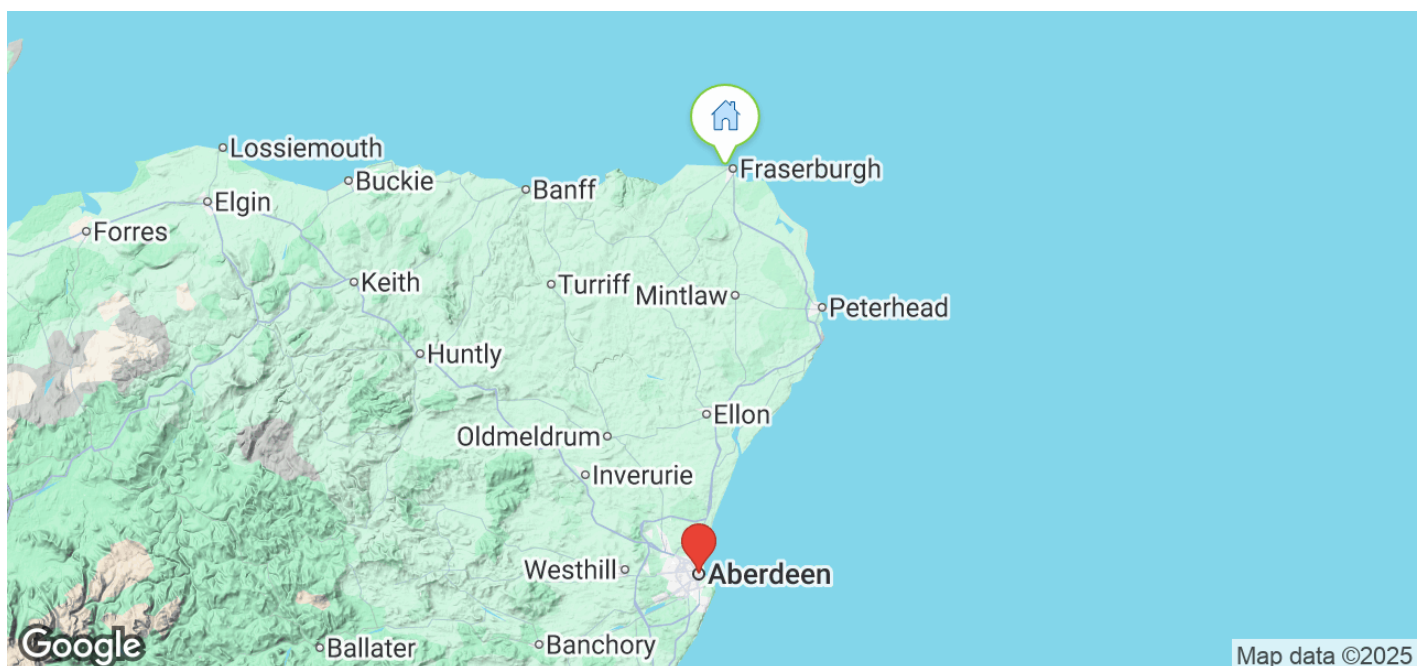 Lossiemouth
Fraserburgh
Buckie
Banff
Elgin
Forres
Keith
Turriff
Mintlaw
Peterhead
Huntly
Ellon
Oldmeldrum
Inverurie
Westhill
Aberdeen
Google
Ballater
Banchory
Map data ©2025